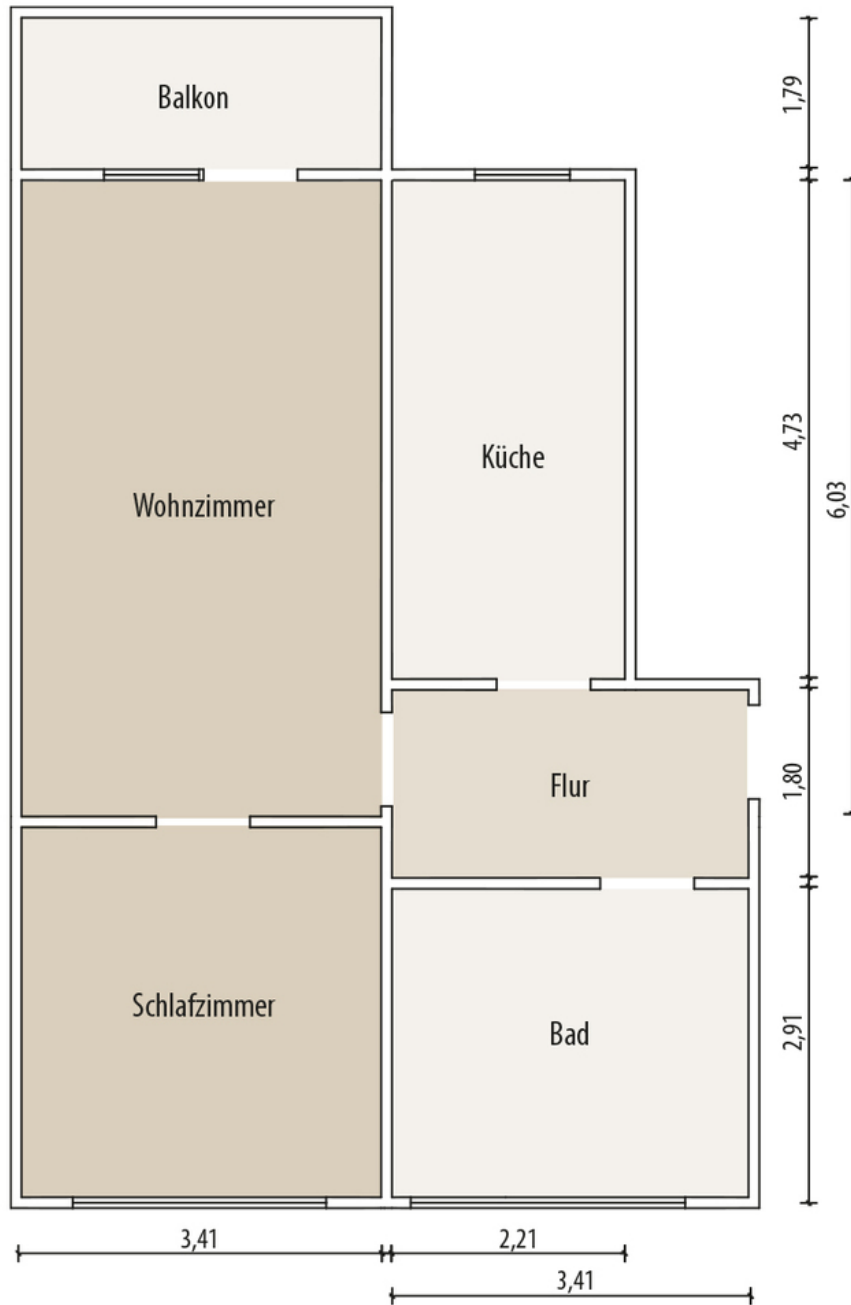 Balkon
1,79
Küche
4,73
6,03
Wohnzimmer
Flur
1,80
Schlafzimmer
Bad
2,91
3,41
2,21
3,41